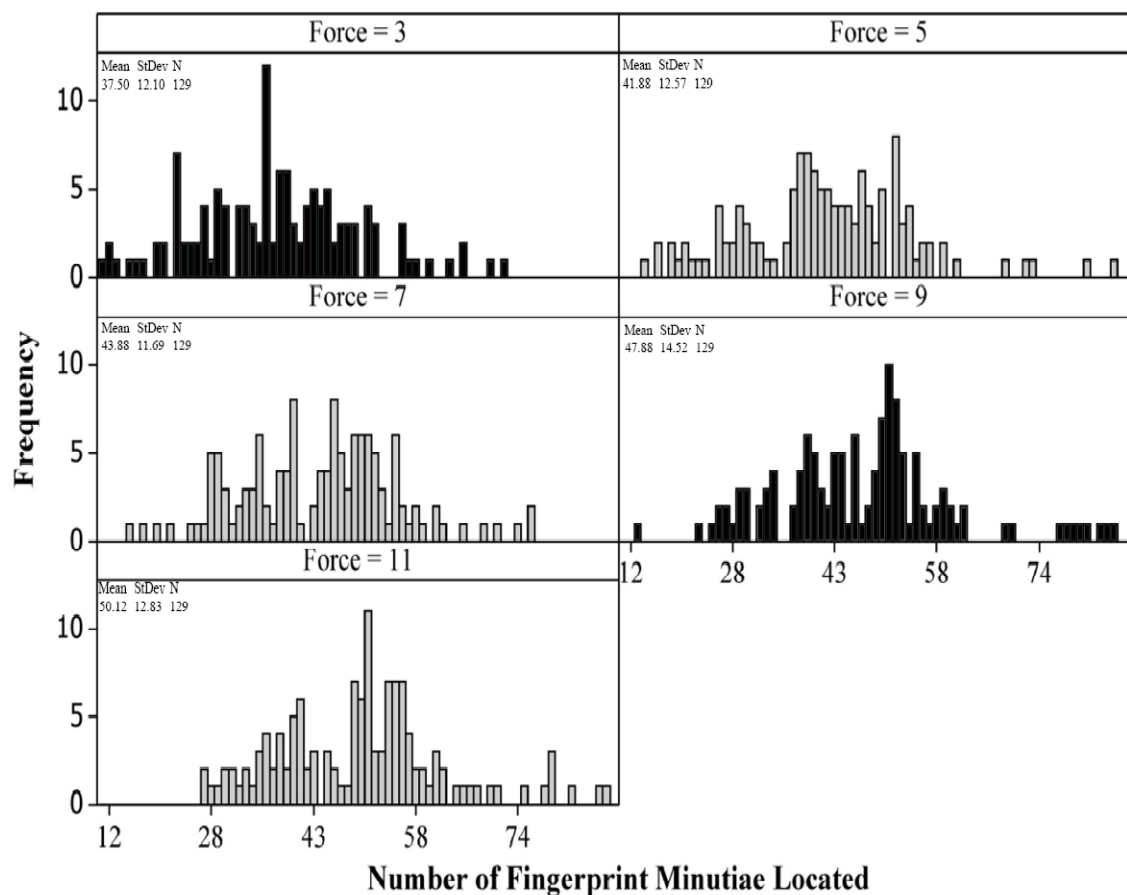 Force = 3
Force = 5
Mean StDev N
37.50 12.10 129
Mean StDev N
41.88 12.57 129
10
5
0
Force = 7
Force = 9
Mean StDev N
43.88 11.69 129
Mean StDev N
47.88 14.52 129
Frequency
10
5
0
Force = 11
12 28 43 58 74
Mean StDev N
50.12 12.83 129
10
5
0
12 28 43 58 74
Number of Fingerprint Minutiae Located